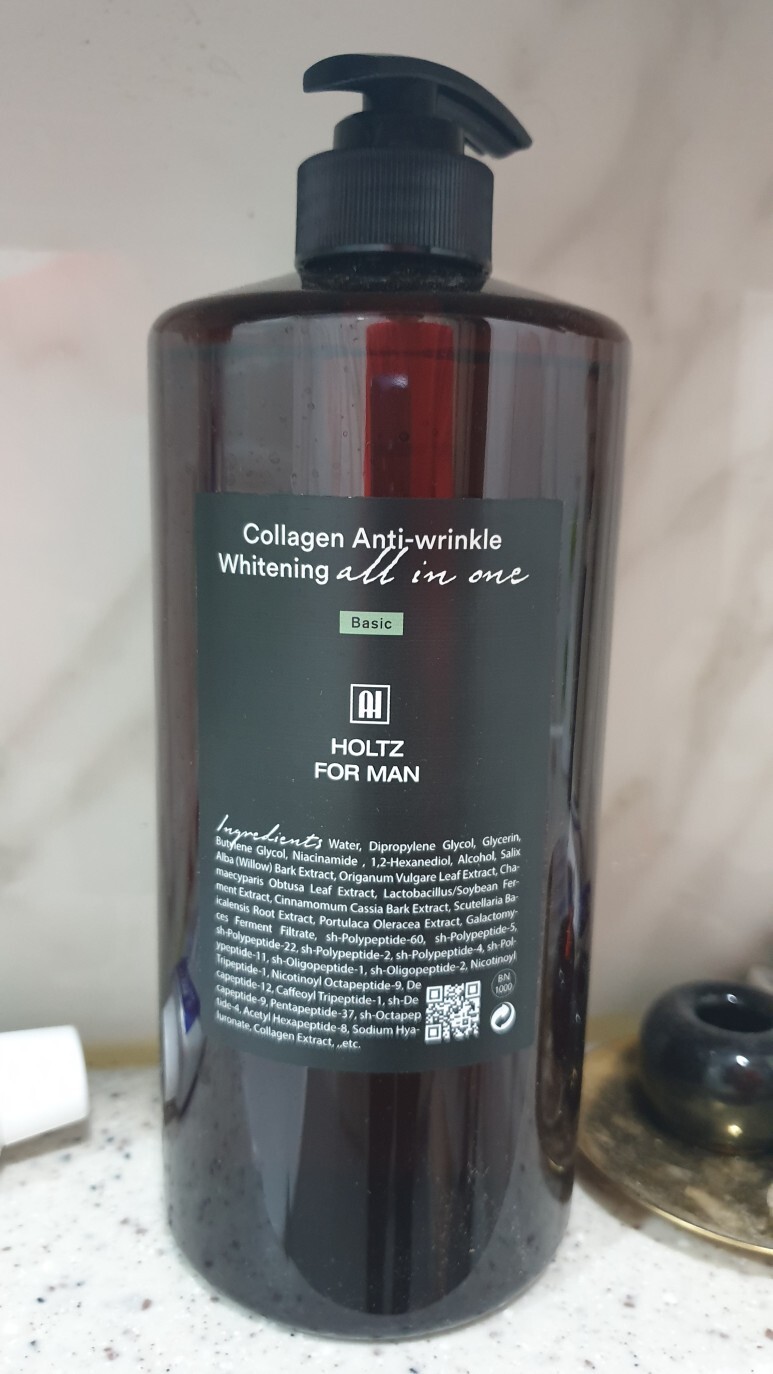 Collagen Anti-wrinkle
Whitening all in one
Basic
AI
HOLTZ
FOR MAN
Ingredients Water, Dipropylene Glycol, Glycerin,
Butylene Glycol, Niacinamide , 1,2-Hexanediol, Alcohol, Salix
Alba (Willow) Bark Extract, Origanum Vulgare Leaf Extract, Cha-
maecyparis Obtusa Leaf Extract, Lactobacillus/Soybean Fer-
ment Extract, Cinnamomum Cassia Bark Extract, Scutellaria Ba-
icalensis Root Extract, Portulaca Oleracea Extract, Galactomy-
ces Ferment Filtrate, sh-Polypeptide-60, sh-Polypeptide-5,
sh-Polypeptide-22, sh-Polypeptide-2, sh-Polypeptide-4, sh-Pol-
ypeptide-11, sh-Oligopeptide-1, sh-Oligopeptide-2, Nicotinoyl
Tripeptide-1, Nicotinoyl Octapeptide-9, De
capeptide-12, Caffeoyl Tripeptide-1, sh-De
capeptide-9, Pentapeptide-37, sh-Octapep
tide-4, Acetyl Hexapeptide-8, Sodium Hya-
luronate, Collagen Extract, ,,etc.
BN
1000